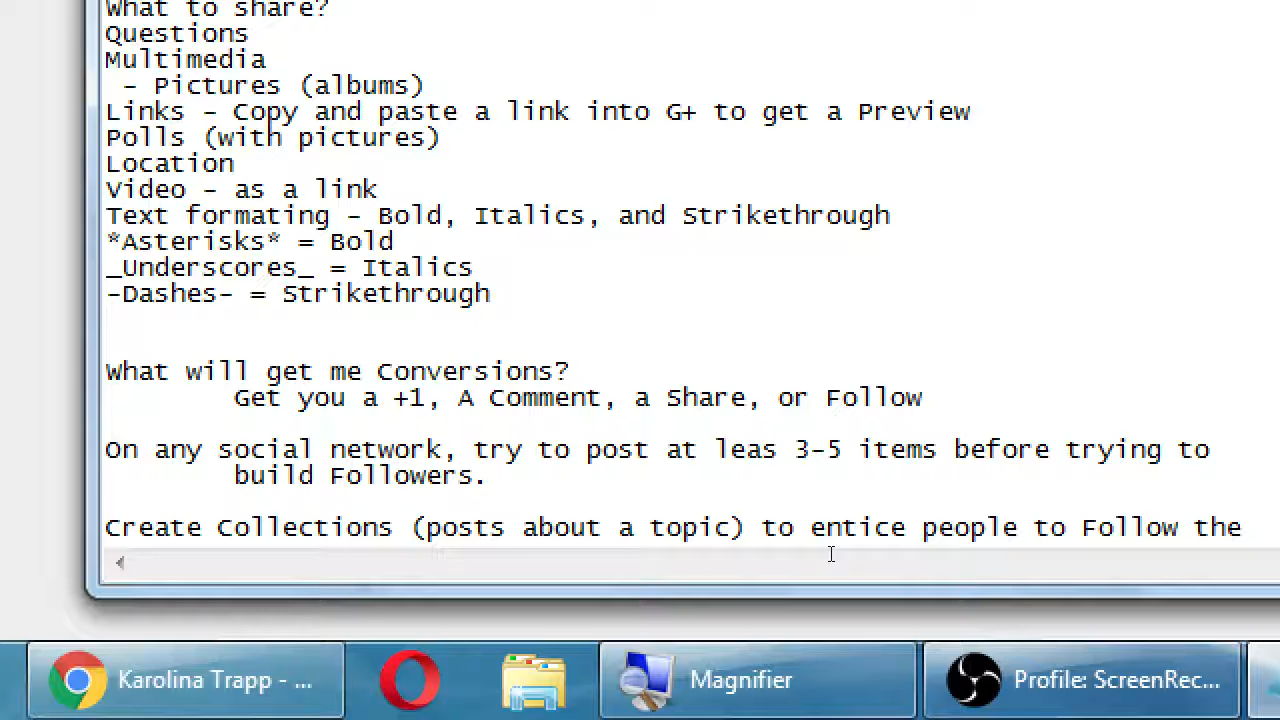 What to share?
Questions
Multimedia
 - Pictures (albums)
Links - Copy and paste a link into G+ to get a Preview
Polls (with pictures)
Location
Video - as a link
Text formating - Bold, Italics, and Strikethrough
*Asterisks* = Bold
_Underscores_ = Italics
-Dashes- = Strikethrough
What will get me Conversions?
Get you a +1, A Comment, a Share, or Follow
On any social network, try to post at leas 3-5 items before trying to
build Followers.
Create Collections (posts about a topic) to entice people to Follow the
Karolina Trapp - ...
Magnifier
Profile: ScreenRec...